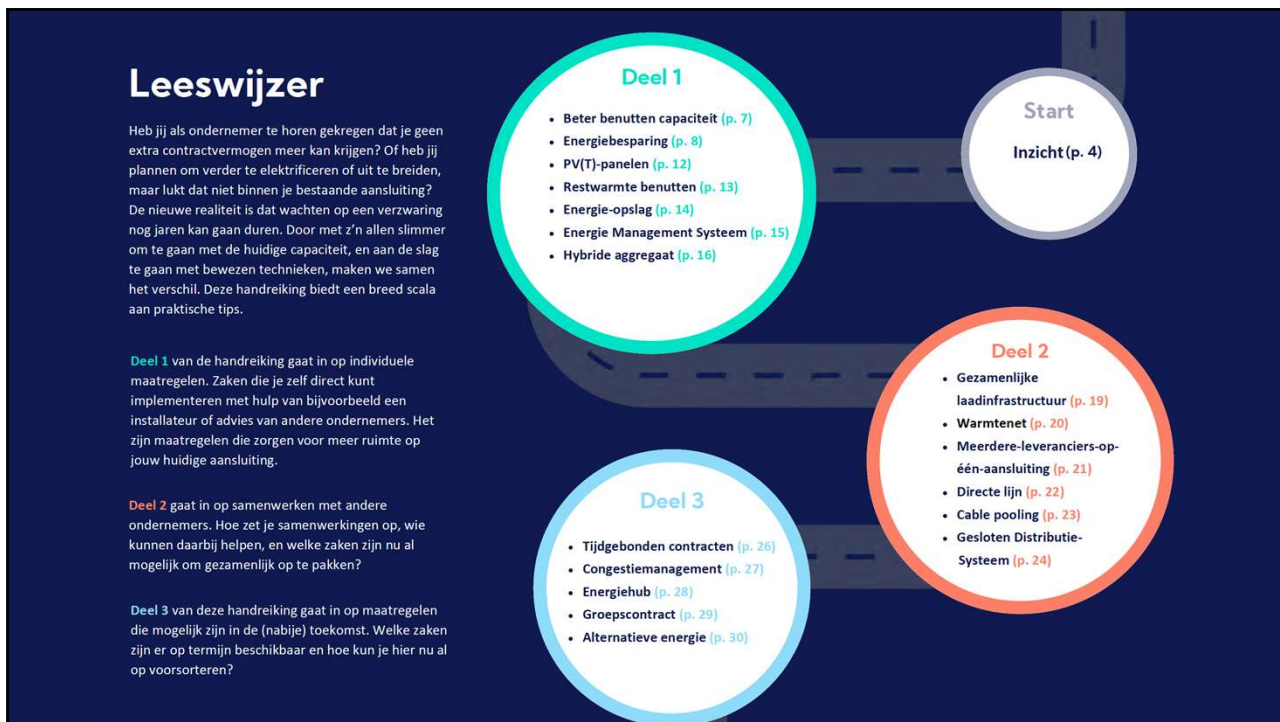 Leeswijzer
Heb jij als ondernemer te horen gekregen dat je geen
extra contractvermogen meer kan krijgen? Of heb jij
plannen om verder te elektrificeren of uit te breiden,
maar lukt dat niet binnen je bestaande aansluiting?
De nieuwe realiteit is dat wachten op een verzwaring
nog jaren kan gaan duren. Door met z’n allen slimmer
om te gaan met de huidige capaciteit, en aan de slag
te gaan met bewezen technieken, maken we samen
het verschil. Deze handreiking biedt een breed scala
aan praktische tips.
Deel 1 van de handreiking gaat in op individuele
maatregelen. Zaken die je zelf direct kunt
implementeren met hulp van bijvoorbeeld een
installateur of advies van andere ondernemers. Het
zijn maatregelen die zorgen voor meer ruimte op
jouw huidige aansluiting.
Deel 2 gaat in op samenwerken met andere
ondernemers. Hoe zet je samenwerkingen op, wie
kunnen daarbij helpen, en welke zaken zijn nu al
mogelijk om gezamenlijk op te pakken?
Deel 3 van deze handreiking gaat in op maatregelen
die mogelijk zijn in de (nabije) toekomst. Welke zaken
zijn er op termijn beschikbaar en hoe kun je hier nu al
op voorsorteren?
Start
Inzicht (p. 4)
Deel 1
• Beter benutten capaciteit (p. 7)
• Energiebesparing (p. 8)
• PV(T)-panelen (p. 12)
• Restwarmte benutten (p. 13)
• Energie-opslag (p. 14)
• Energie Management Systeem (p. 15)
• Hybride aggregaat (p. 16)
Deel 2
• Gezamenlijke
laadinfrastructuur (p. 19)
• Warmtenet (p. 20)
• Meerdere-leveranciers-op-
één-aansluiting (p. 21)
• Directe lijn (p. 22)
• Cable pooling (p. 23)
• Gesloten Distributie-
Systeem (p. 24)
Deel 3
• Tijdgebonden contracten (p. 26)
• Congestiemanagement (p. 27)
• Energiehub (p. 28)
• Groepscontract (p. 29)
• Alternatieve energie (p. 30)